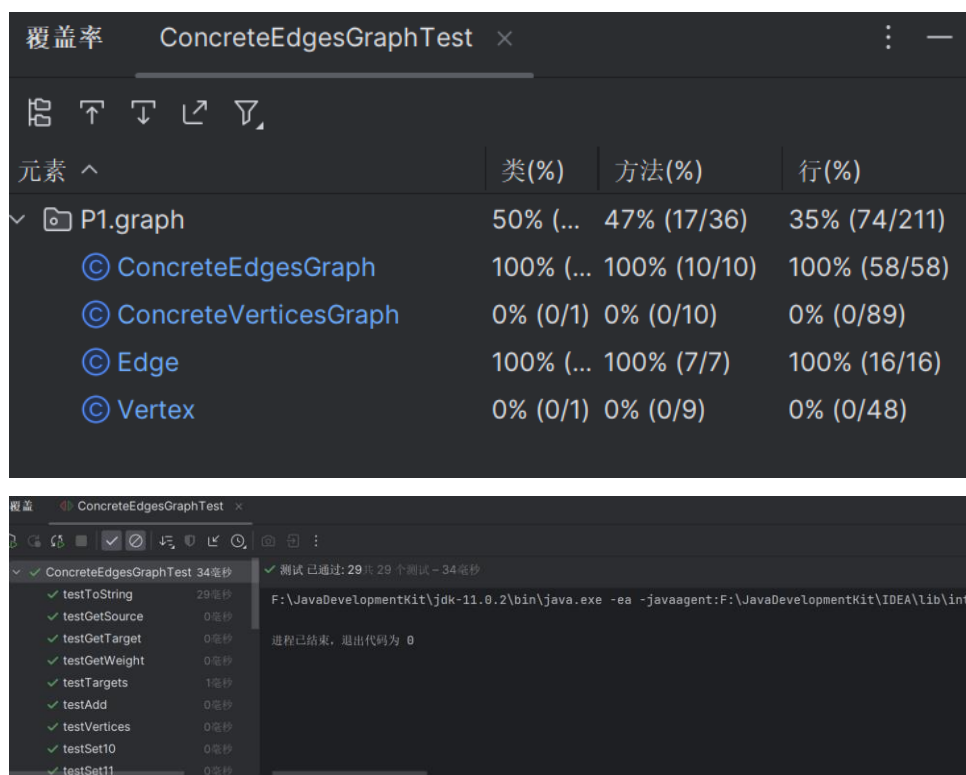 覆盖率 ConcreteEdgesGraphTest
元素 类(%) 方法(%) 行(%)
P1.graph 50% (... 47% (17/36) 35% (74/211)
ConcreteEdgesGraph 100% (... 100% (10/10) 100% (58/58)
ConcreteVerticesGraph 0% (0/1) 0% (0/10) 0% (0/89)
Edge 100% (... 100% (7/7) 100% (16/16)
Vertex 0% (0/1) 0% (0/9) 0% (0/48)
覆盖 ConcreteEdgesGraphTest
ConcreteEdgesGraphTest 34毫秒 测试 已通过: 29共 29 个测试 – 34毫秒
testToString 29毫秒 F:\JavaDevelopmentKit\jdk-11.0.2\bin\java.exe -ea -javaagent:F:\JavaDevelopmentKit\IDEA\lib\int
testGetSource 0毫秒
testGetTarget 0毫秒 进程已结束，退出代码为 0
testGetWeight 0毫秒
testTargets 1毫秒
testAdd 0毫秒
testVertices 0毫秒
testSet10 0毫秒
testSet11 0毫秒